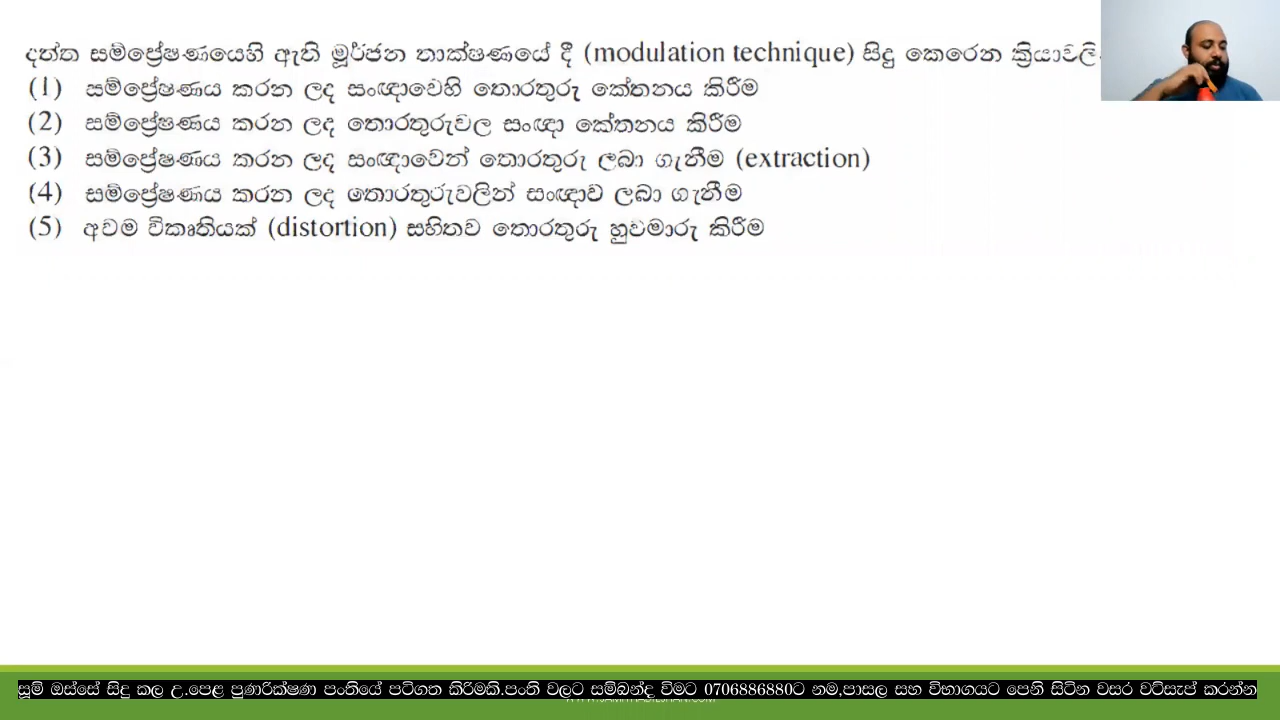 දත්ත සම්ප්‍රේෂණයෙහි ඇති මූර්ඡන තාක්ෂණයේ දී (modulation technique) සිදු කෙරෙන
(1) සම්ප්‍රේෂණය කරන ලද සංඥාවෙහි තොරතුරු කේතනය කිරීම
(2) සම්ප්‍රේෂණය කරන ලද තොරතුරුවල සංඥා කේතනය කිරීම
(3) සම්ප්‍රේෂණය කරන ලද සංඥාවෙන් තොරතුරු ලබා ගැනීම (extraction)
(4) සම්ප්‍රේෂණය කරන ලද තොරතුරුවලින් සංඥාව ලබා ගැනීම
(5) අවම විකෘතියක් (distortion) සහිතව තොරතුරු හුවමාරු කිරීම
සූම් ඔස්සේ සිදු කල උ.පෙළ පුණරීක්ෂණ පංතියේ පටිගත කිරීමකි.පංති වලට සම්බන්ද වීමට 0706886880ට නම,පාසල සහ විභාගයට පෙනී සිටින වසර වට්සැප් කරන්න